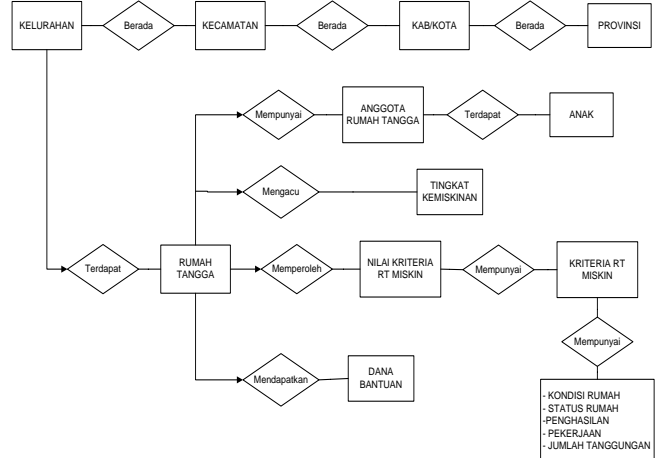 KELURAHAN
Berada
KECAMATAN
Berada
KAB/KOTA
Berada
PROVINSI
Mempunyai
ANGGOTA
RUMAH TANGGA
Terdapat
ANAK
Mengacu
TINGKAT
KEMISKINAN
Terdapat
RUMAH
TANGGA
Memperoleh
NILAI KRITERIA
RT MISKIN
Mempunyai
KRITERIA RT
MISKIN
Mempunyai
Mendapatkan
DANA
BANTUAN
- KONDISI RUMAH
- STATUS RUMAH
-PENGHASILAN
- PEKERJAAN
- JUMLAH TANGGUNGAN